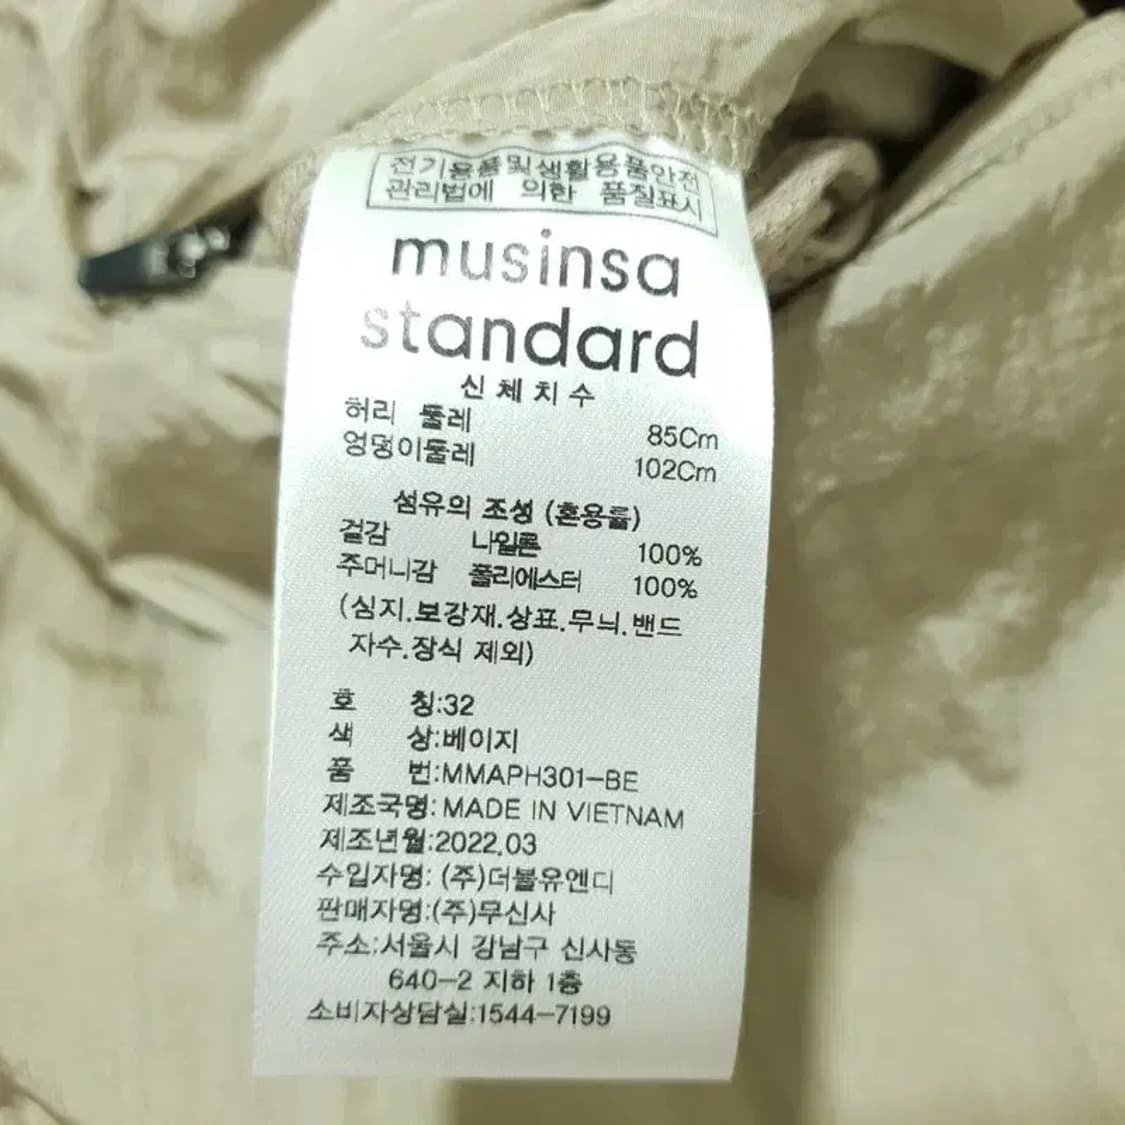 전기용품및생활용품안전
관리법에 의한 품질표시
musinsa
standard
신체치수
허리 둘레 85Cm
엉덩이둘레 102Cm
섬유의 조성 (혼용률)
겉감 나일론 100%
주머니감 폴리에스터 100%
(심지.보강재.상표.무늬.밴드
자수.장식 제외)
호 칭:32
색 상:베이지
품 번:MMAPH301-BE
제조국명: MADE IN VIETNAM
제조년월:2022.03
수입자명: (주)더블유엔디
판매자명:(주)무신사
주소:서울시 강남구 신사동
640-2 지하 1층
소비자상담실:1544-7199